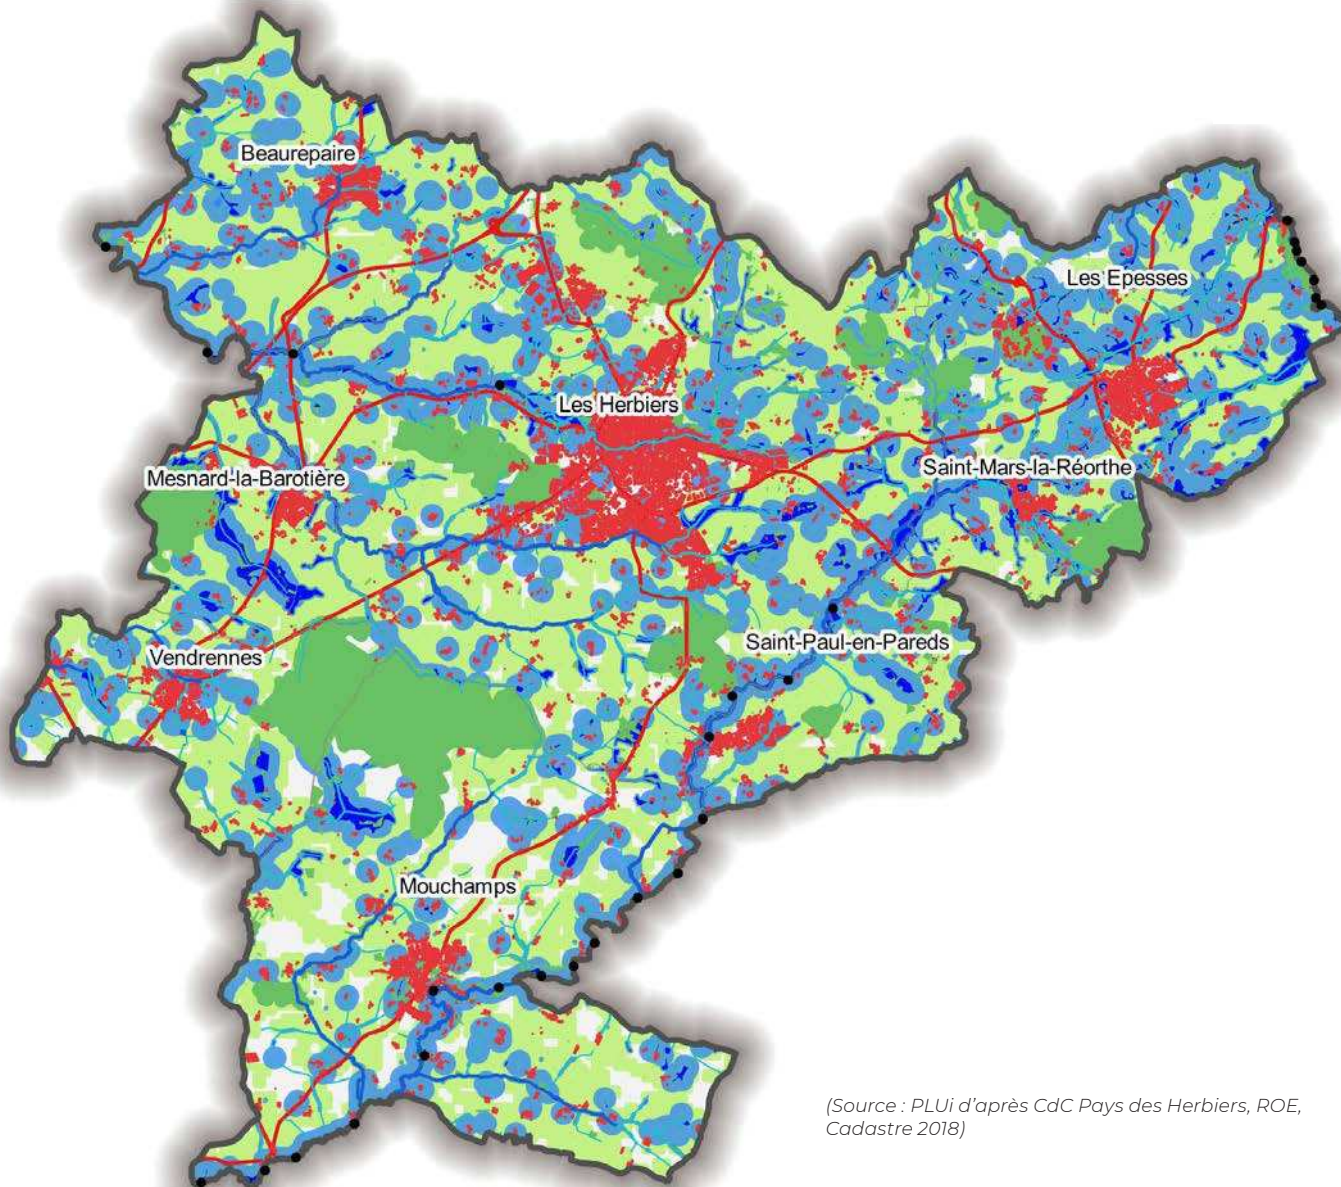 Beaurepaire
Les Epesses
Les Herbiers
Saint-Mars-la-Réorthe
Mesnard-la-Barotière
Saint-Paul-en-Pareds
Vendrennes
Mouchamps
(Source : PLUi d'après CdC Pays des Herbiers, ROE,
Cadastre 2018)